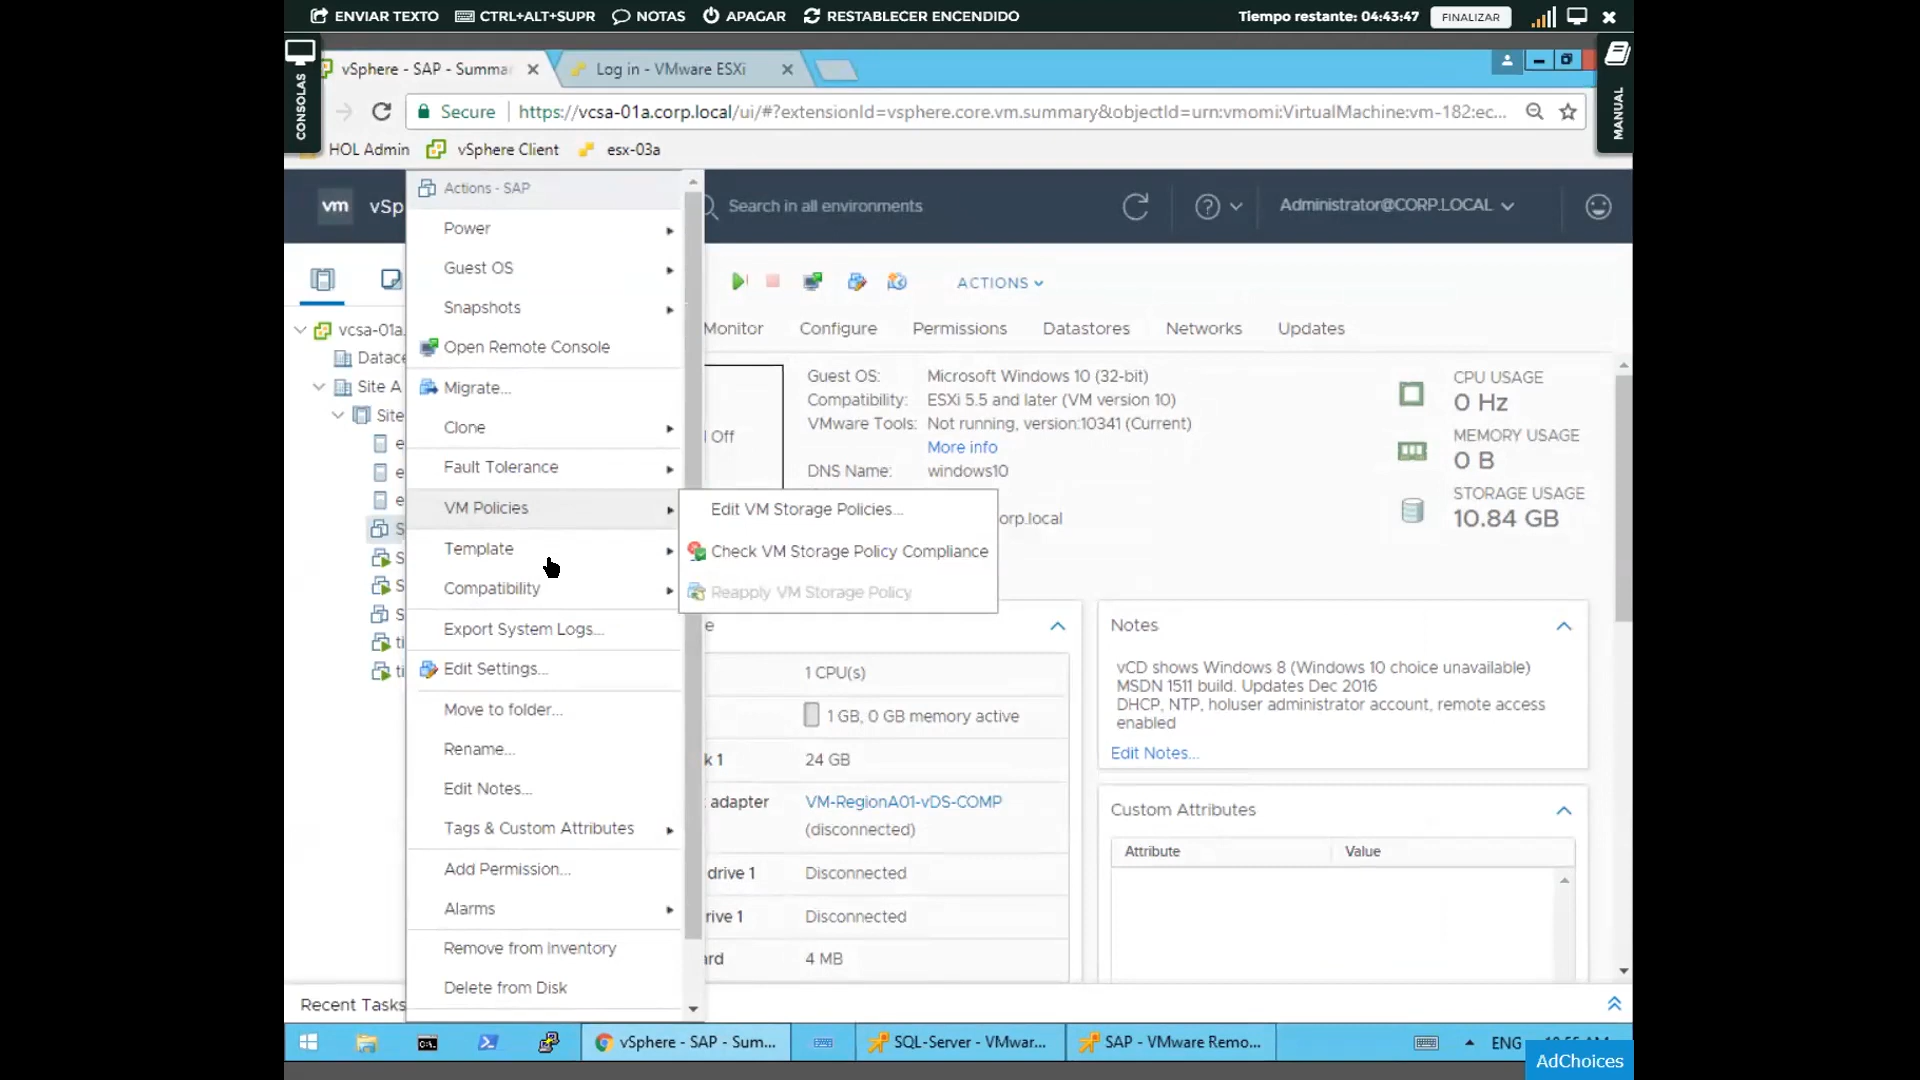 ENVIAR TEXTO CTRL+ALT+SUPR NOTAS APAGAR RESTABLECER ENCENDIDO Tiempo restante: 04:43:47 FINALIZAR
CONSOLAS
MANUAL
vSphere - SAP - Summa Log in - VMware ESXi
Secure https://vcsa-01a.corp.local/ui/#?extensionId=vsphere.core.vm.summary&objectId=urn:vmomi:VirtualMachine:vm-182:ec...
HOL Admin vSphere Client esx-03a
vm vSp Search in all environments Administrator@CORP.LOCAL
Actions - SAP
Power
Guest OS
Snapshots
Open Remote Console
Migrate...
Clone
Fault Tolerance
VM Policies
Template
Compatibility
Export System Logs...
Edit Settings...
Move to folder...
Rename...
Edit Notes...
Tags & Custom Attributes
Add Permission...
Alarms
Remove from Inventory
Delete from Disk
Edit VM Storage Policies...
Check VM Storage Policy Compliance
Reapply VM Storage Policy
vcsa-01a.
Datace
Site A
Site
e
e
e
S
S
S
S
ti
ti
ACTIONS
Monitor Configure Permissions Datastores Networks Updates
Off
Guest OS: Microsoft Windows 10 (32-bit)
Compatibility: ESXi 5.5 and later (VM version 10)
VMware Tools: Not running, version:10341 (Current)
More info
DNS Name: windows10
orp.local
CPU USAGE
0 Hz
MEMORY USAGE
0 B
STORAGE USAGE
10.84 GB
e
1 CPU(s)
1 GB, 0 GB memory active
k 1 24 GB
adapter VM-RegionA01-vDS-COMP
(disconnected)
drive 1 Disconnected
rive 1 Disconnected
ard 4 MB
Notes
vCD shows Windows 8 (Windows 10 choice unavailable)
MSDN 1511 build. Updates Dec 2016
DHCP, NTP, holuser administrator account, remote access
enabled
Edit Notes...
Custom Attributes
Attribute Value
Recent Tasks
vSphere - SAP - Sum... SQL-Server - VMwar... SAP - VMware Remo... ENG
AdChoices